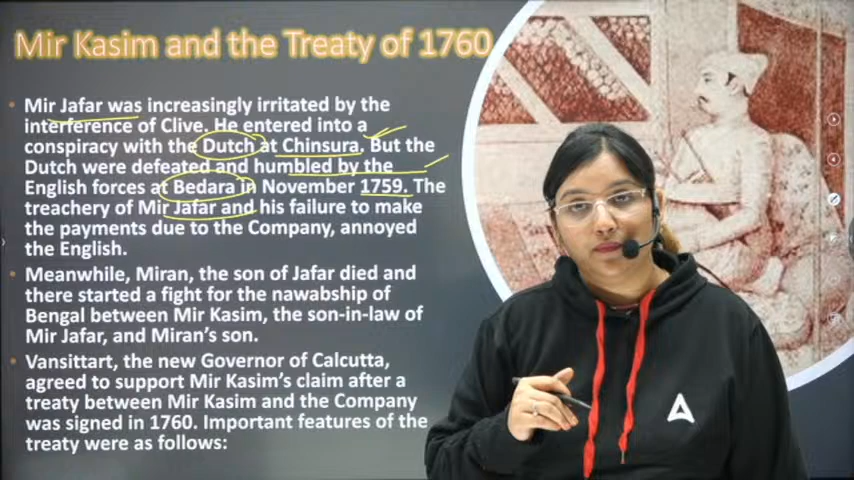 Mir Kasim and the Treaty of 1760
• Mir Jafar was increasingly irritated by the
interference of Clive. He entered into a
conspiracy with the Dutch at Chinsura. But the
Dutch were defeated and humbled by the
English forces at Bedara in November 1759. The
treachery of Mir Jafar and his failure to make
the payments due to the Company, annoyed
the English.
• Meanwhile, Miran, the son of Jafar died and
there started a fight for the nawabship of
Bengal between Mir Kasim, the son-in-law of
Mir Jafar, and Miran's son.
• Vansittart, the new Governor of Calcutta,
agreed to support Mir Kasim's claim after a
treaty between Mir Kasim and the Company
was signed in 1760. Important features of the
treaty were as follows: